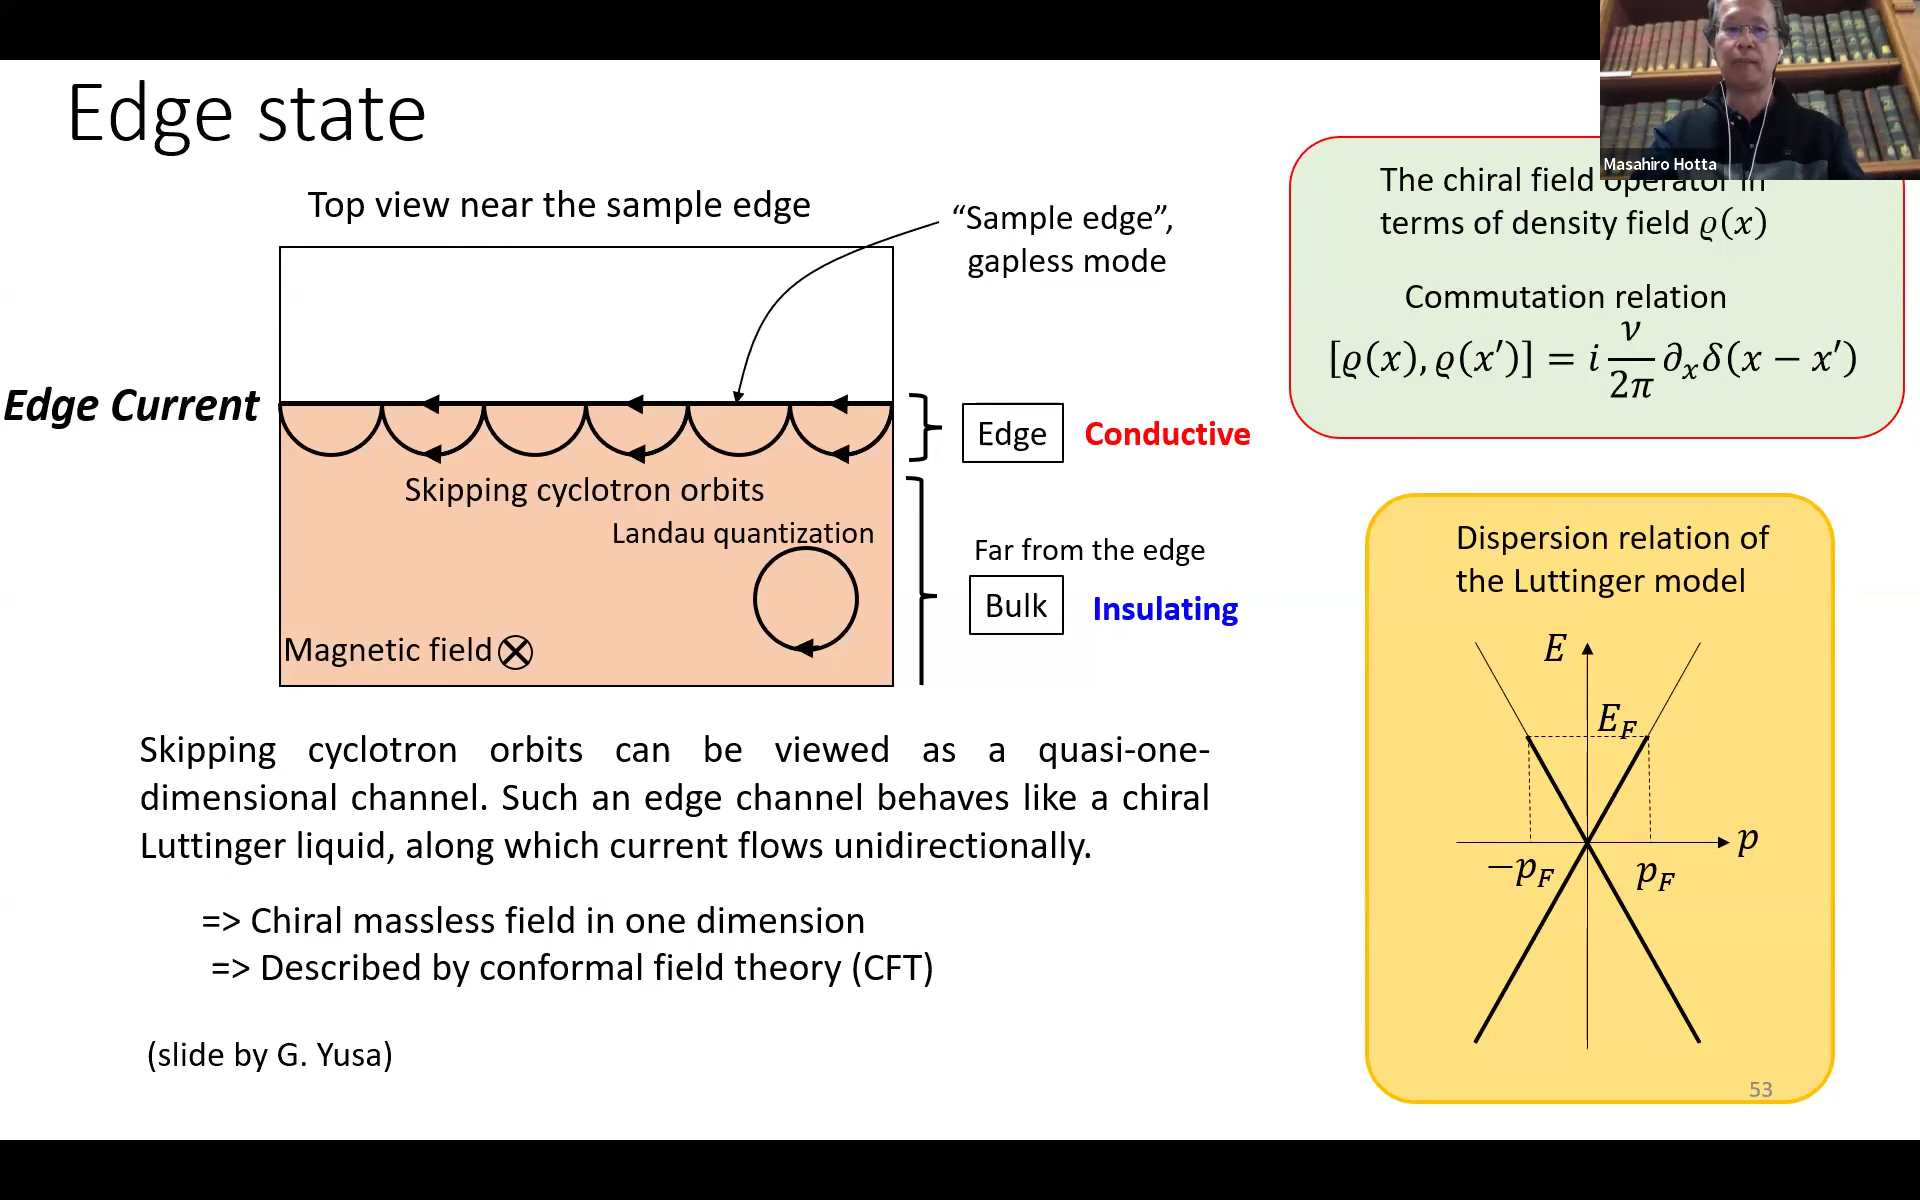 Edge state
Masahiro Hotta
Top view near the sample edge
“Sample edge”,
gapless mode
Edge Current
Edge
Conductive
Skipping cyclotron orbits
Landau quantization
Far from the edge
Bulk
Insulating
Magnetic field
Skipping cyclotron orbits can be viewed as a quasi-one-
dimensional channel. Such an edge channel behaves like a chiral
Luttinger liquid, along which current flows unidirectionally.
=> Chiral massless field in one dimension
=> Described by conformal field theory (CFT)
(slide by G. Yusa)
The chiral field operator in
terms of density field ϱ(x)
Commutation relation
[ϱ(x), ϱ(x′)] = i ν/2π ∂ₓδ(x − x′)
Dispersion relation of
the Luttinger model
E
E_F
p
−p_F
p_F
53